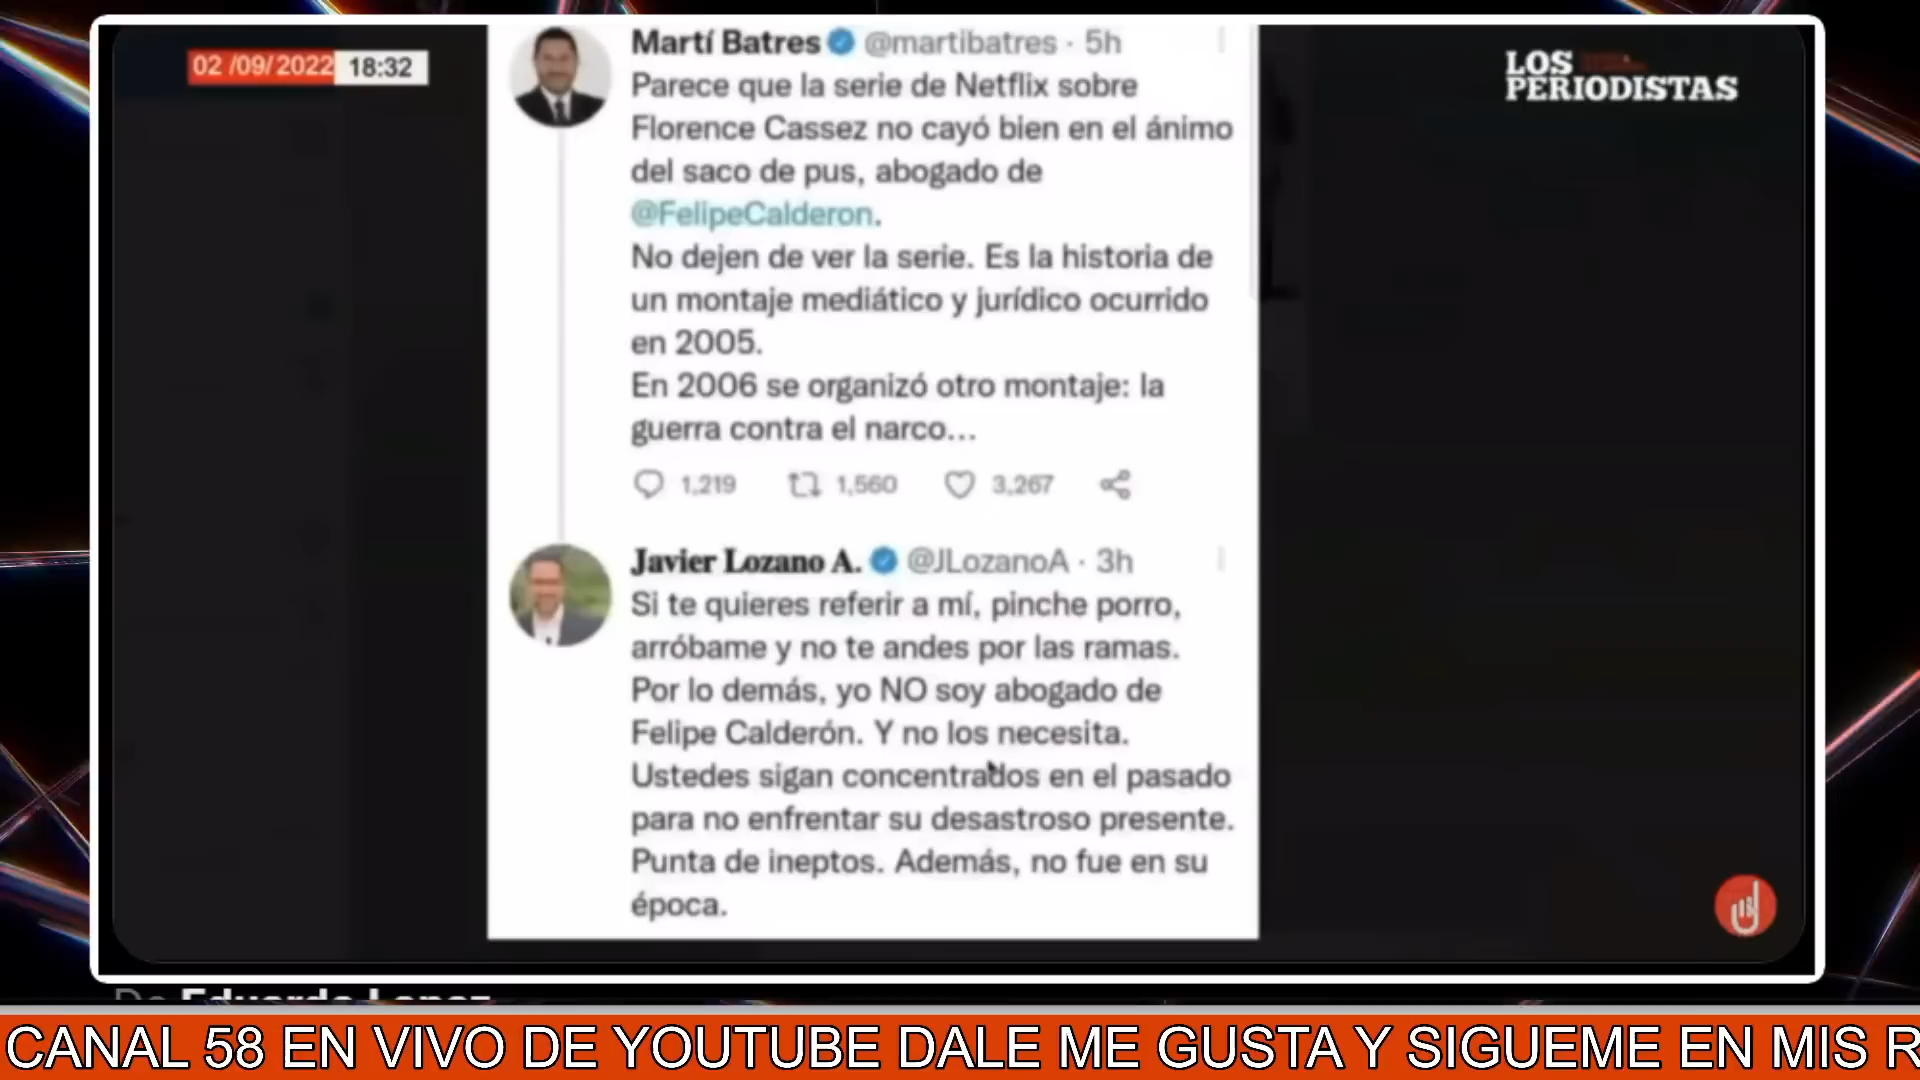 02 /09/2022 18:32
LOS
PERIODISTAS
Martí Batres @martibatres · 5h
Parece que la serie de Netflix sobre
Florence Cassez no cayó bien en el ánimo
del saco de pus, abogado de
@FelipeCalderon.
No dejen de ver la serie. Es la historia de
un montaje mediático y jurídico ocurrido
en 2005.
En 2006 se organizó otro montaje: la
guerra contra el narco...
1,219 1,560 3,267
Javier Lozano A. @JLozanoA · 3h
Si te quieres referir a mí, pinche porro,
arróbame y no te andes por las ramas.
Por lo demás, yo NO soy abogado de
Felipe Calderón. Y no los necesita.
Ustedes sigan concentrados en el pasado
para no enfrentar su desastroso presente.
Punta de ineptos. Además, no fue en su
época.
De Eduardo Lopez
CANAL 58 EN VIVO DE YOUTUBE DALE ME GUSTA Y SIGUEME EN MIS R